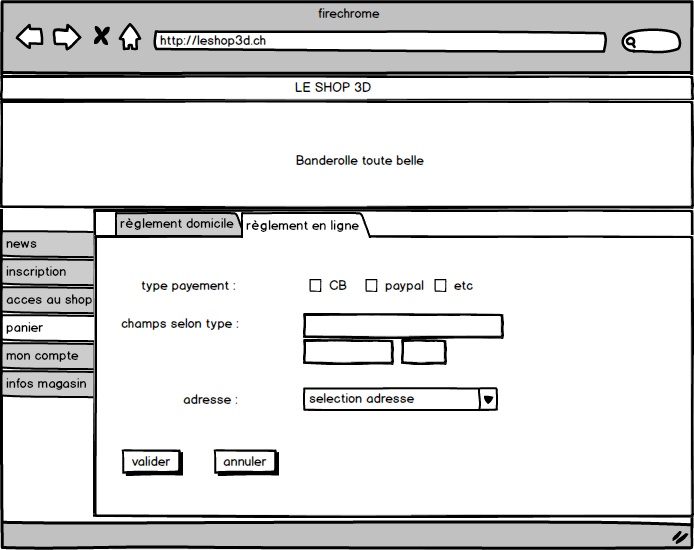 firechrome
http://leshop3d.ch
LE SHOP 3D
Banderolle toute belle
règlement domicile
règlement en ligne
news
inscription
acces au shop
panier
mon compte
infos magasin
type payement :
CB
paypal
etc
champs selon type :
adresse :
selection adresse
valider
annuler